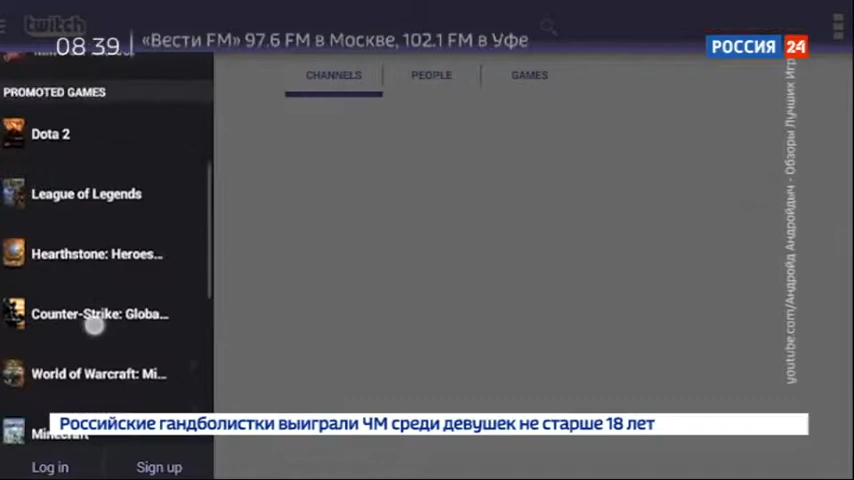 twitch
08 39
«Вести FM» 97.6 FM в Москве, 102.1 FM в Уфе
РОССИЯ 24
CHANNELS
PEOPLE
GAMES
PROMOTED GAMES
Dota 2
League of Legends
Hearthstone: Heroes...
Counter-Strike: Globa...
World of Warcraft: Mi...
Minecraft
Российские гандболистки выиграли ЧМ среди девушек не старше 18 лет
Log in
Sign up
youtube.com/Андройд Андройдыч - Обзоры Лучших Игр